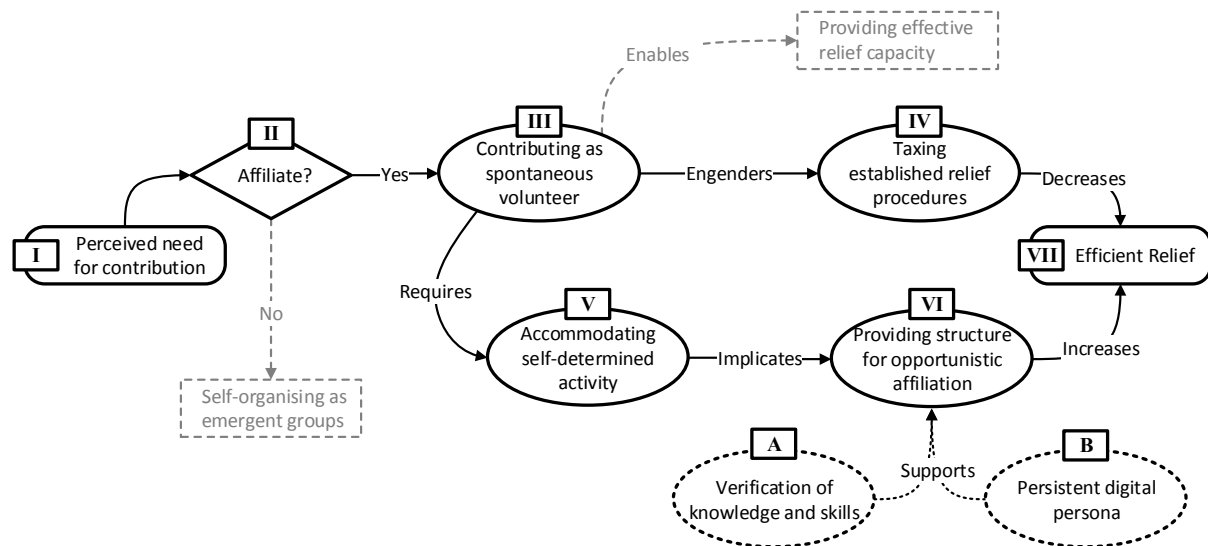 Providing effective
relief capacity
Enables
II
III
IV
Affiliate?
Yes
Contributing as
spontaneous
volunteer
Engenders
Taxing
established relief
procedures
Decreases
I
Perceived need
for contribution
VII
Efficient Relief
Requires
No
V
VI
Accommodating
self-determined
activity
Implicates
Providing structure
for opportunistic
affiliation
Increases
Self-organising as
emergent groups
A
B
Supports
Verification of
knowledge and skills
Persistent digital
persona